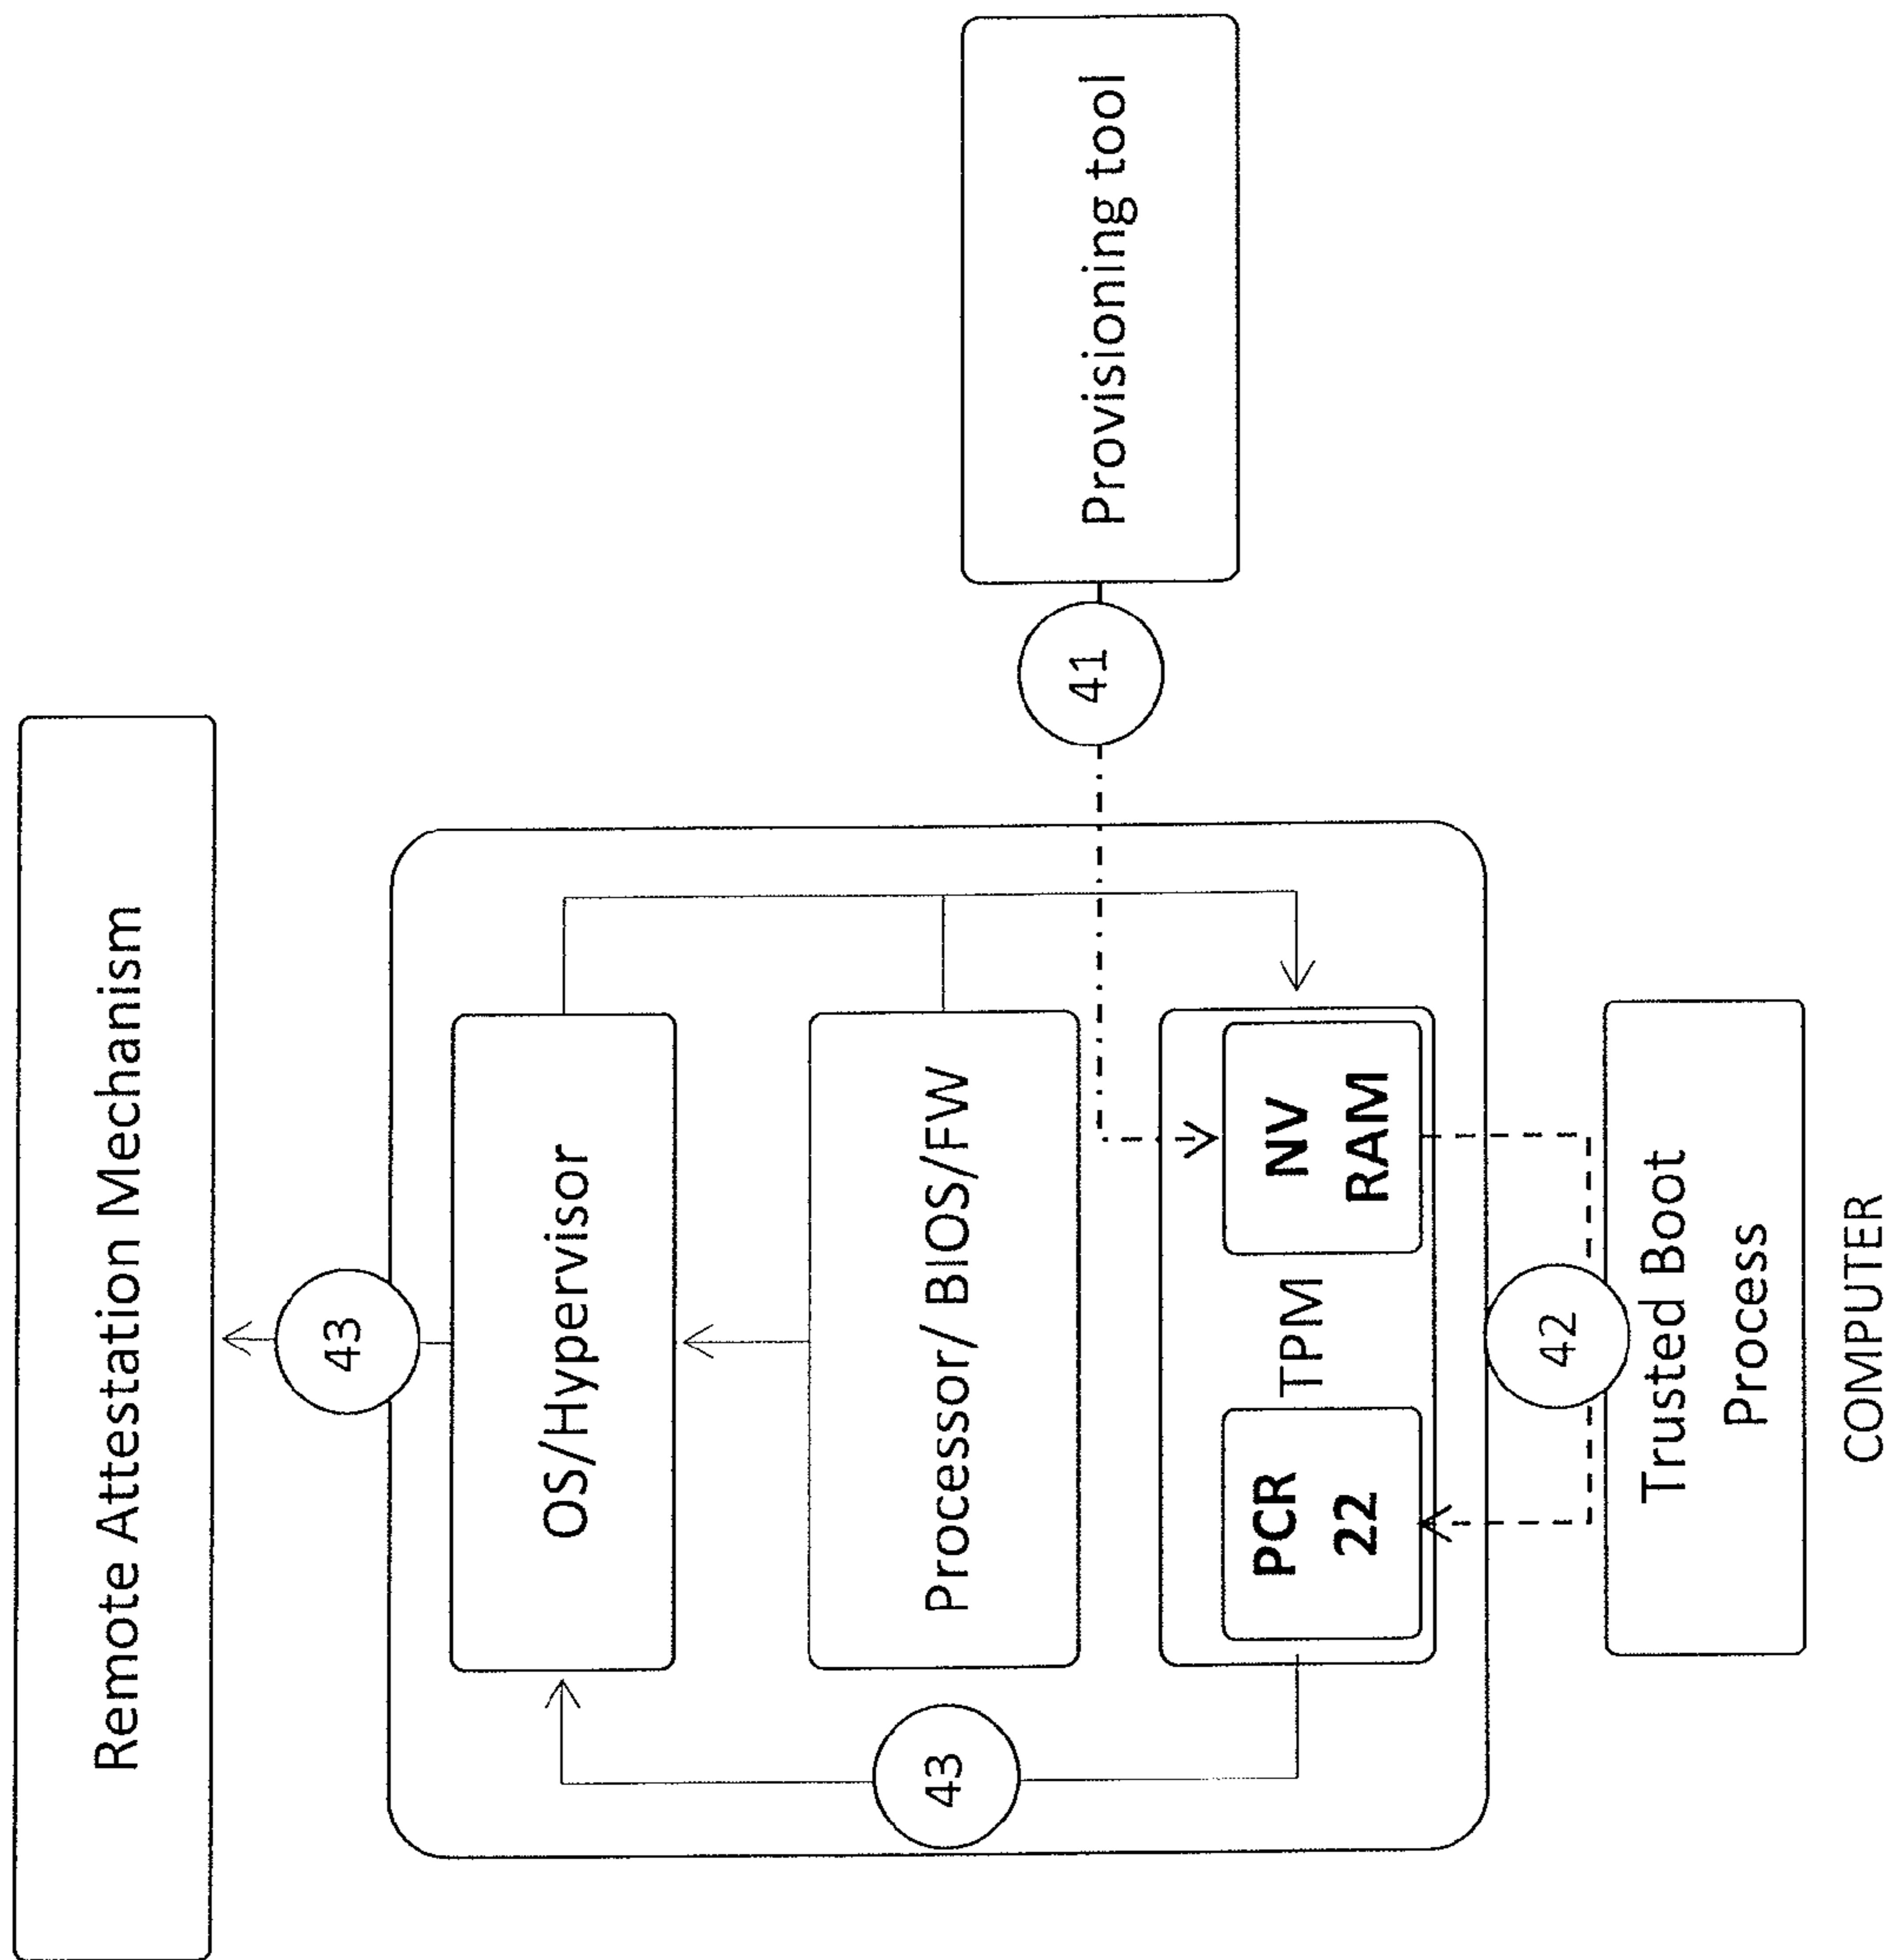 Remote Attestation Mechanism
43
OS/Hypervisor
Processor/ BIOS/FW
43
PCR
22
TPM
NV
RAM
41
Provisioning tool
42
Trusted Boot
Process
COMPUTER